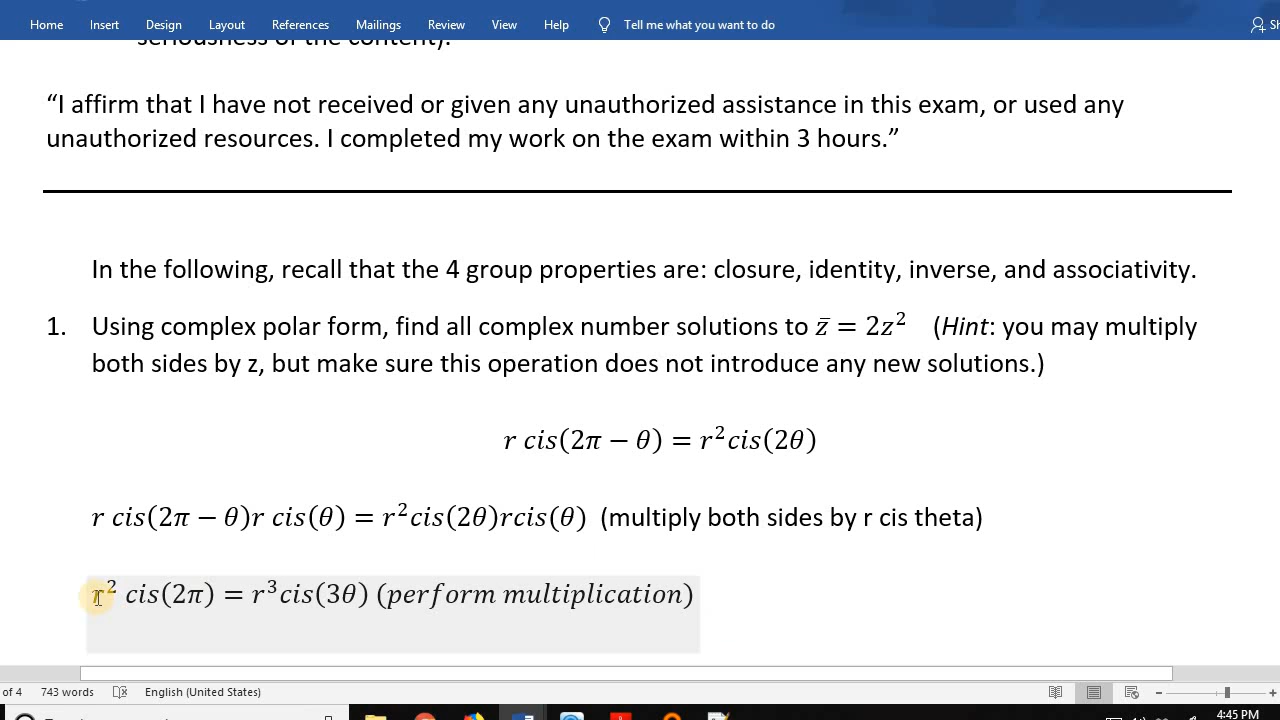 Home Insert Design Layout References Mailings Review View Help Tell me what you want to do
seriousness of the content).
“I affirm that I have not received or given any unauthorized assistance in this exam, or used any
unauthorized resources. I completed my work on the exam within 3 hours.”
In the following, recall that the 4 group properties are: closure, identity, inverse, and associativity.
1. Using complex polar form, find all complex number solutions to z̄ = 2z² (Hint: you may multiply
both sides by z, but make sure this operation does not introduce any new solutions.)
r cis(2π − θ) = r²cis(2θ)
r cis(2π − θ)r cis(θ) = r²cis(2θ)rcis(θ) (multiply both sides by r cis theta)
r² cis(2π) = r³cis(3θ) (perform multiplication)
of 4 743 words English (United States)
4:45 PM